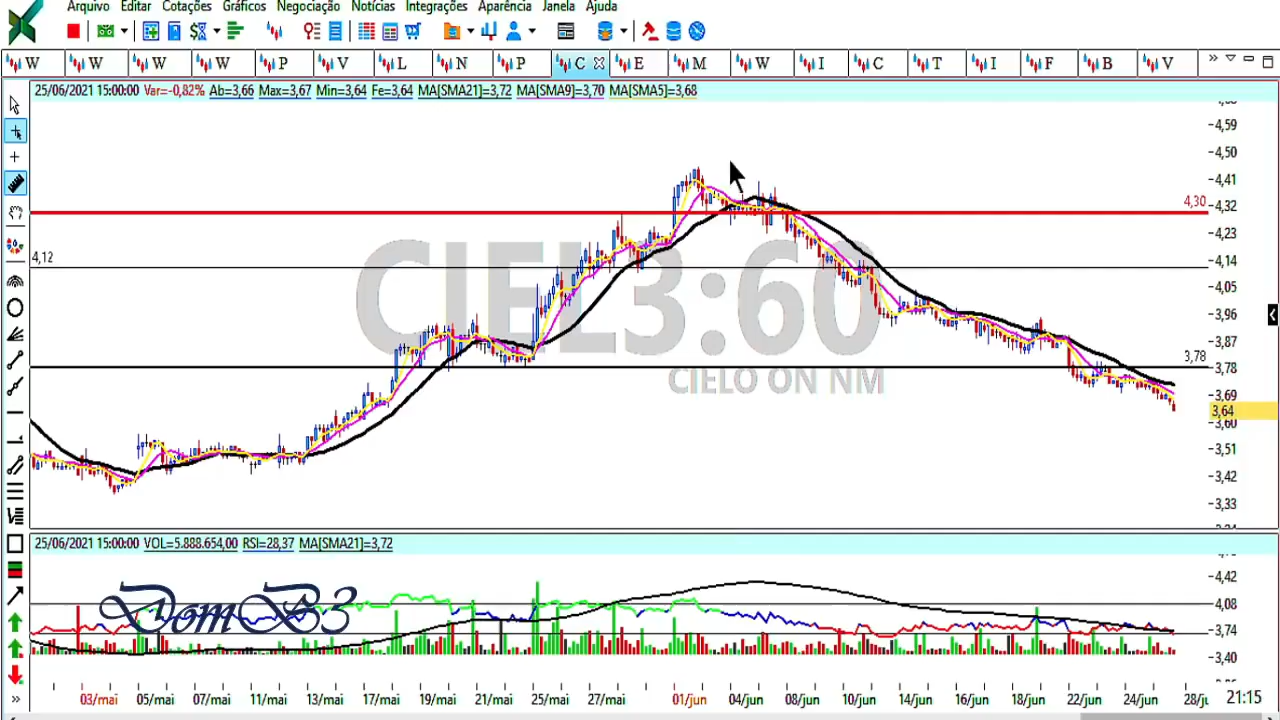 Arquivo Editar Cotações Gráficos Negociação Notícias Integrações Aparência Janela Ajuda
W W W W P V L N P C E M W I C T I F B V
25/06/2021 15:00:00 Var=-0,82% Ab=3,66 Max=3,67 Min=3,64 Fe=3,64 MA[SMA21]=3,72 MA[SMA9]=3,70 MA[SMA5]=3,68
4,59
4,50
4,41
4,30
4,32
4,23
4,12
4,14
4,05
3,96
3,87
3,78
3,78
3,69
3,64
3,60
3,51
3,42
3,33
CIEL3:60
CIELO ON NM
25/06/2021 15:00:00 VOL=5.888.654,00 RSI=28,37 MA[SMA21]=3,72
4,42
4,08
3,74
3,40
DomB3
03/mai 05/mai 07/mai 11/mai 13/mai 17/mai 19/mai 21/mai 25/mai 27/mai 01/jun 04/jun 08/jun 10/jun 14/jun 16/jun 18/jun 22/jun 24/jun 28/ju 21:15